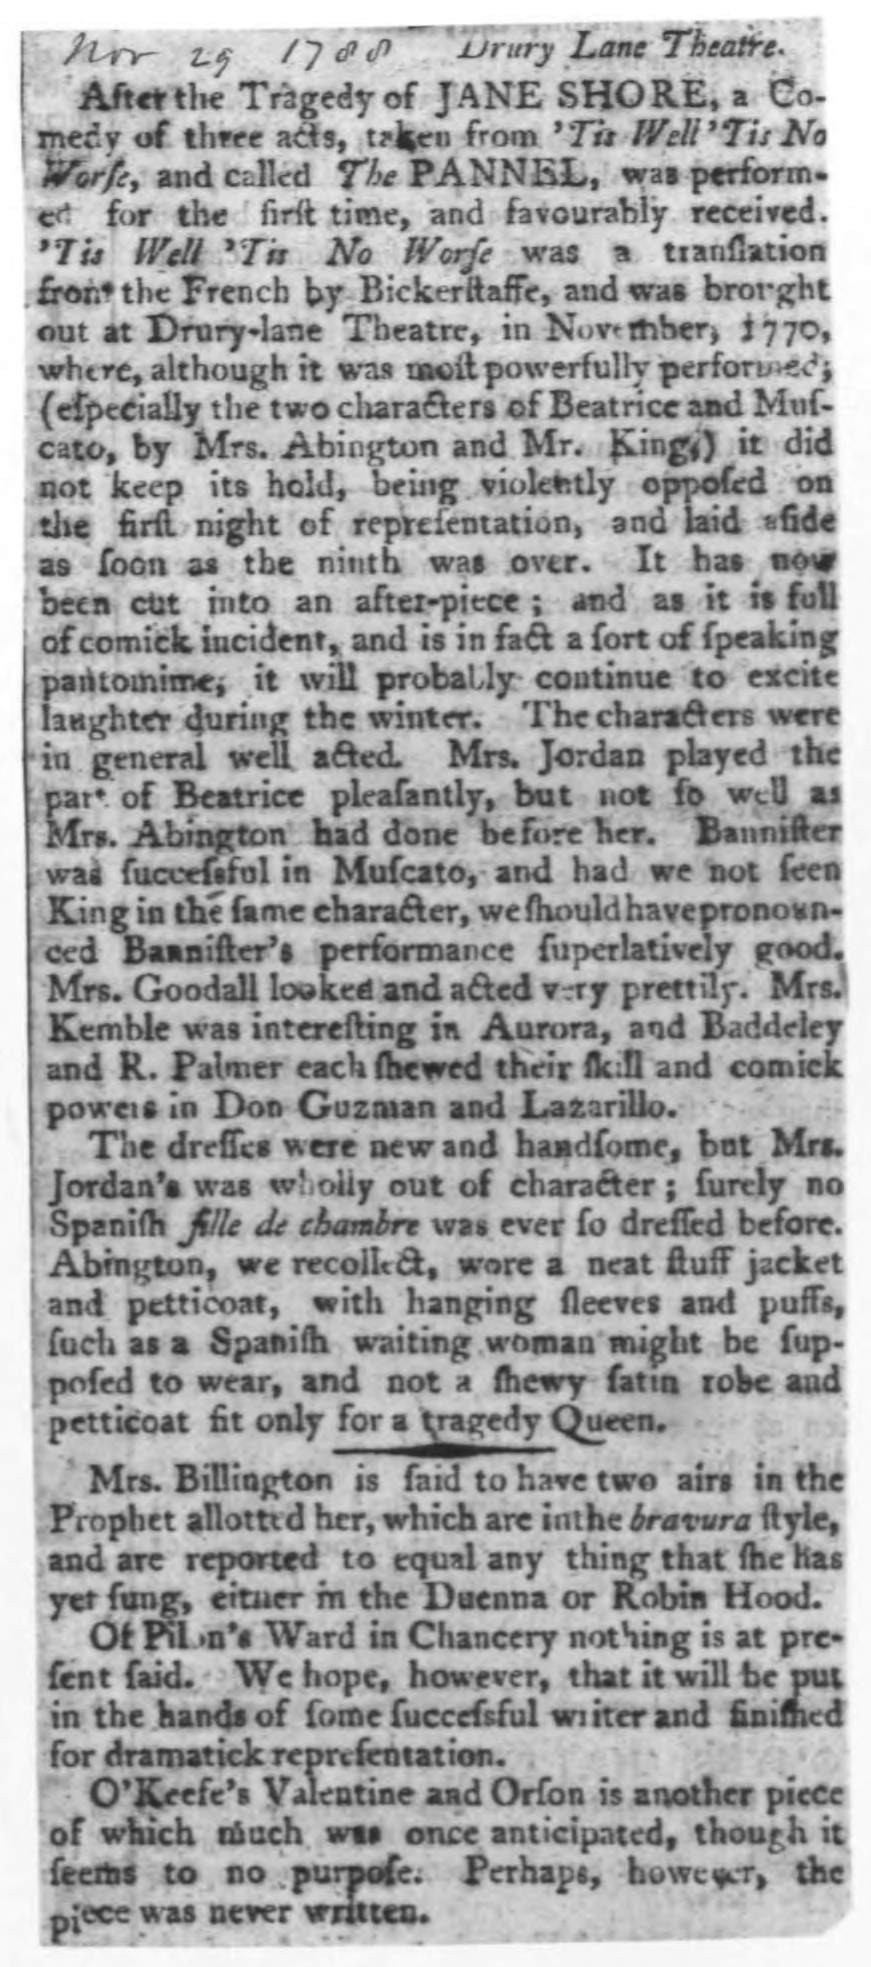 Nov 29 1788 Drury Lane Theatre.
After the Tragedy of JANE SHORE, a Co-
medy of three acts, taken from 'Tis Well 'Tis No
Worſe, and called The PANNEL, was perform-
ed for the firſt time, and favourably received.
'Tis Well 'Tis No Worſe was a tranſlation
from the French by Bickerſtaffe, and was brought
out at Drury-lane Theatre, in November, 1770,
where, although it was moſt powerfully performed;
(eſpecially the two characters of Beatrice and Muſ-
cato, by Mrs. Abington and Mr. King,) it did
not keep its hold, being violently oppoſed on
the firſt night of repreſentation, and laid aſide
as ſoon as the ninth was over. It has now
been cut into an after-piece; and as it is full
of comick incident, and is in fact a ſort of ſpeaking
pantomime, it will probably continue to excite
laughter during the winter. The characters were
in general well acted. Mrs. Jordan played the
part of Beatrice pleaſantly, but not ſo well as
Mrs. Abington had done before her. Banniſter
was ſucceſsful in Muſcato, and had we not ſeen
King in the ſame character, we ſhould have pronoun-
ced Banniſter's performance ſuperlatively good.
Mrs. Goodall looked and acted very prettily. Mrs.
Kemble was intereſting in Aurora, and Baddeley
and R. Palmer each ſhewed their ſkill and comick
powers in Don Guzman and Lazarillo.
The dreſſes were new and handſome, but Mrs.
Jordan's was wholly out of character; ſurely no
Spaniſh fille de chambre was ever ſo dreſſed before.
Abington, we recollect, wore a neat ſtuff jacket
and petticoat, with hanging ſleeves and puffs,
ſuch as a Spaniſh waiting woman might be ſup-
poſed to wear, and not a ſhewy ſatin robe and
petticoat fit only for a tragedy Queen.
Mrs. Billington is ſaid to have two airs in the
Prophet allotted her, which are in the bravura ſtyle,
and are reported to equal any thing that ſhe has
yet ſung, either in the Duenna or Robin Hood.
Of Pilon's Ward in Chancery nothing is at pre-
ſent ſaid. We hope, however, that it will be put
in the hands of ſome ſucceſsful writer and finiſhed
for dramatick repreſentation.
O'Keefe's Valentine and Orſon is another piece
of which much was once anticipated, though it
ſeems to no purpoſe. Perhaps, however, the
piece was never written.